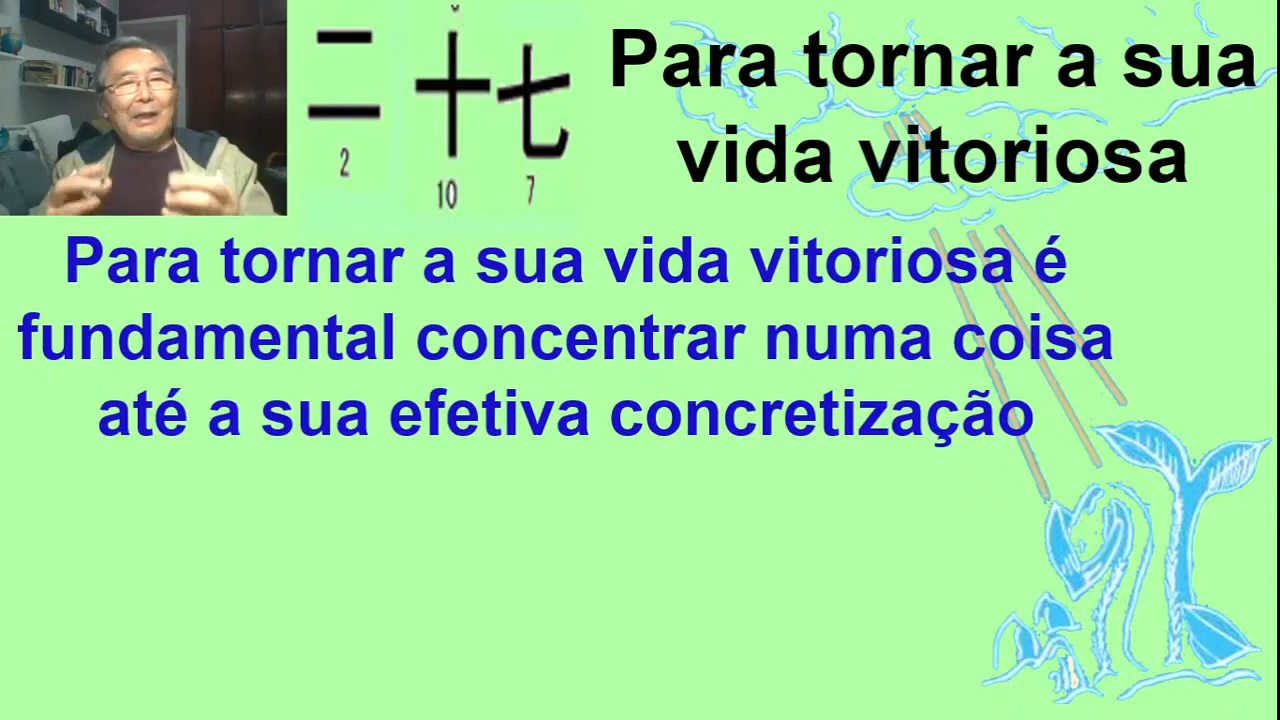 二十七
2 10 7
Para tornar a sua
vida vitoriosa
Para tornar a sua vida vitoriosa é
fundamental concentrar numa coisa
até a sua efetiva concretização